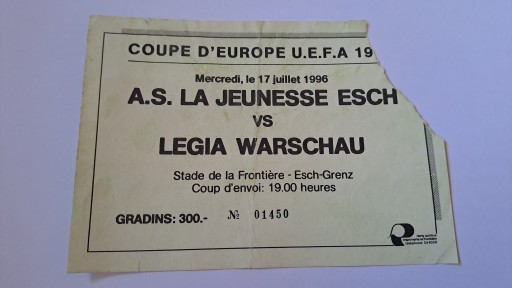 COUPE D'EUROPE U.E.F.A 19
Mercredi, le 17 juillet 1996
A.S. LA JEUNESSE ESCH
VS
LEGIA WARSCHAU
Stade de la Frontière - Esch-Grenz
Coup d'envoi: 19.00 heures
GRADINS: 300.- № 01450